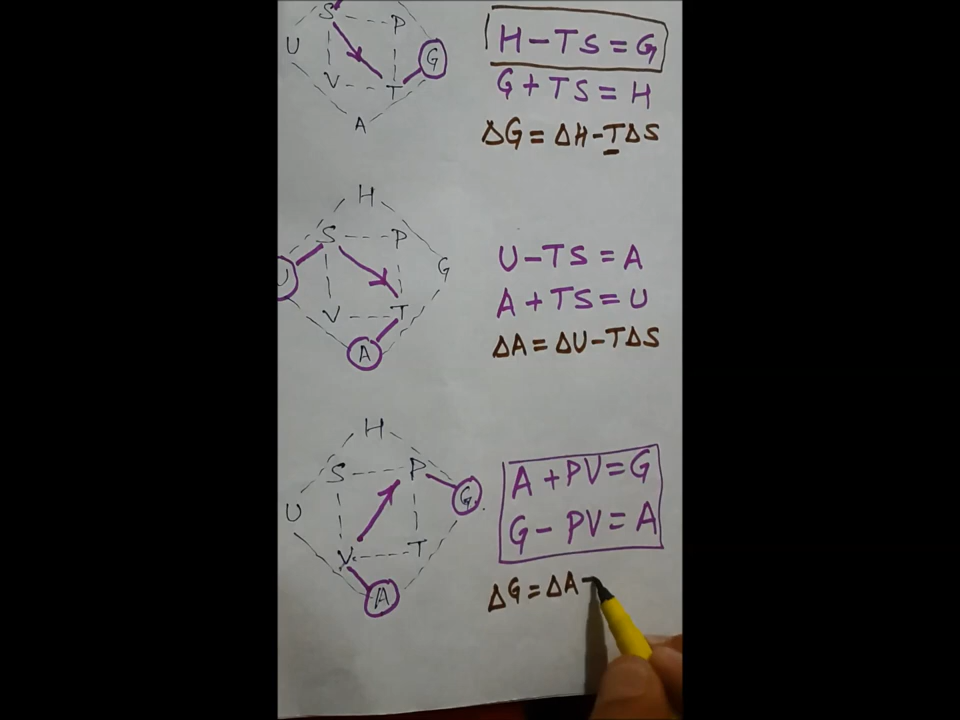 S P
U G
V T
A
H – TS = G
G + TS = H
ΔG = ΔH – TΔS
H
S P
U G
V T
A
U – TS = A
A + TS = U
ΔA = ΔU – TΔS
H
S P
U G
V T
A
A + PV = G
G – PV = A
ΔG = ΔA